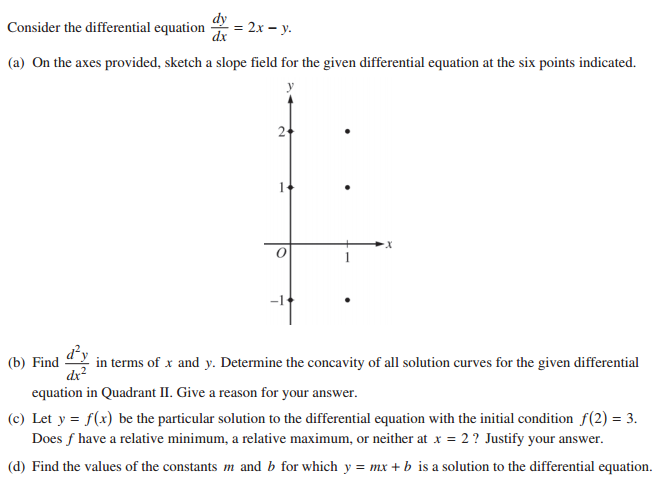 Consider the differential equation dy/dx = 2x – y.
(a) On the axes provided, sketch a slope field for the given differential equation at the six points indicated.
y
2
1
O
1
x
–1
(b) Find d²y/dx² in terms of x and y. Determine the concavity of all solution curves for the given differential
equation in Quadrant II. Give a reason for your answer.
(c) Let y = f(x) be the particular solution to the differential equation with the initial condition f(2) = 3.
Does f have a relative minimum, a relative maximum, or neither at x = 2 ? Justify your answer.
(d) Find the values of the constants m and b for which y = mx + b is a solution to the differential equation.